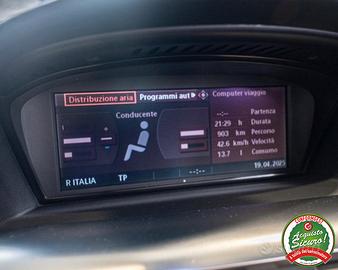 Distribuzione aria
Programmi aut
Computer viaggio
Conducente
--:-- Partenza
21:29 h Durata
903 km Percorso
42.6 km/h Velocità
13.7 l Consumo
R ITALIA
TP
--:--
19.04.2025
Acquisto
Sicuro!